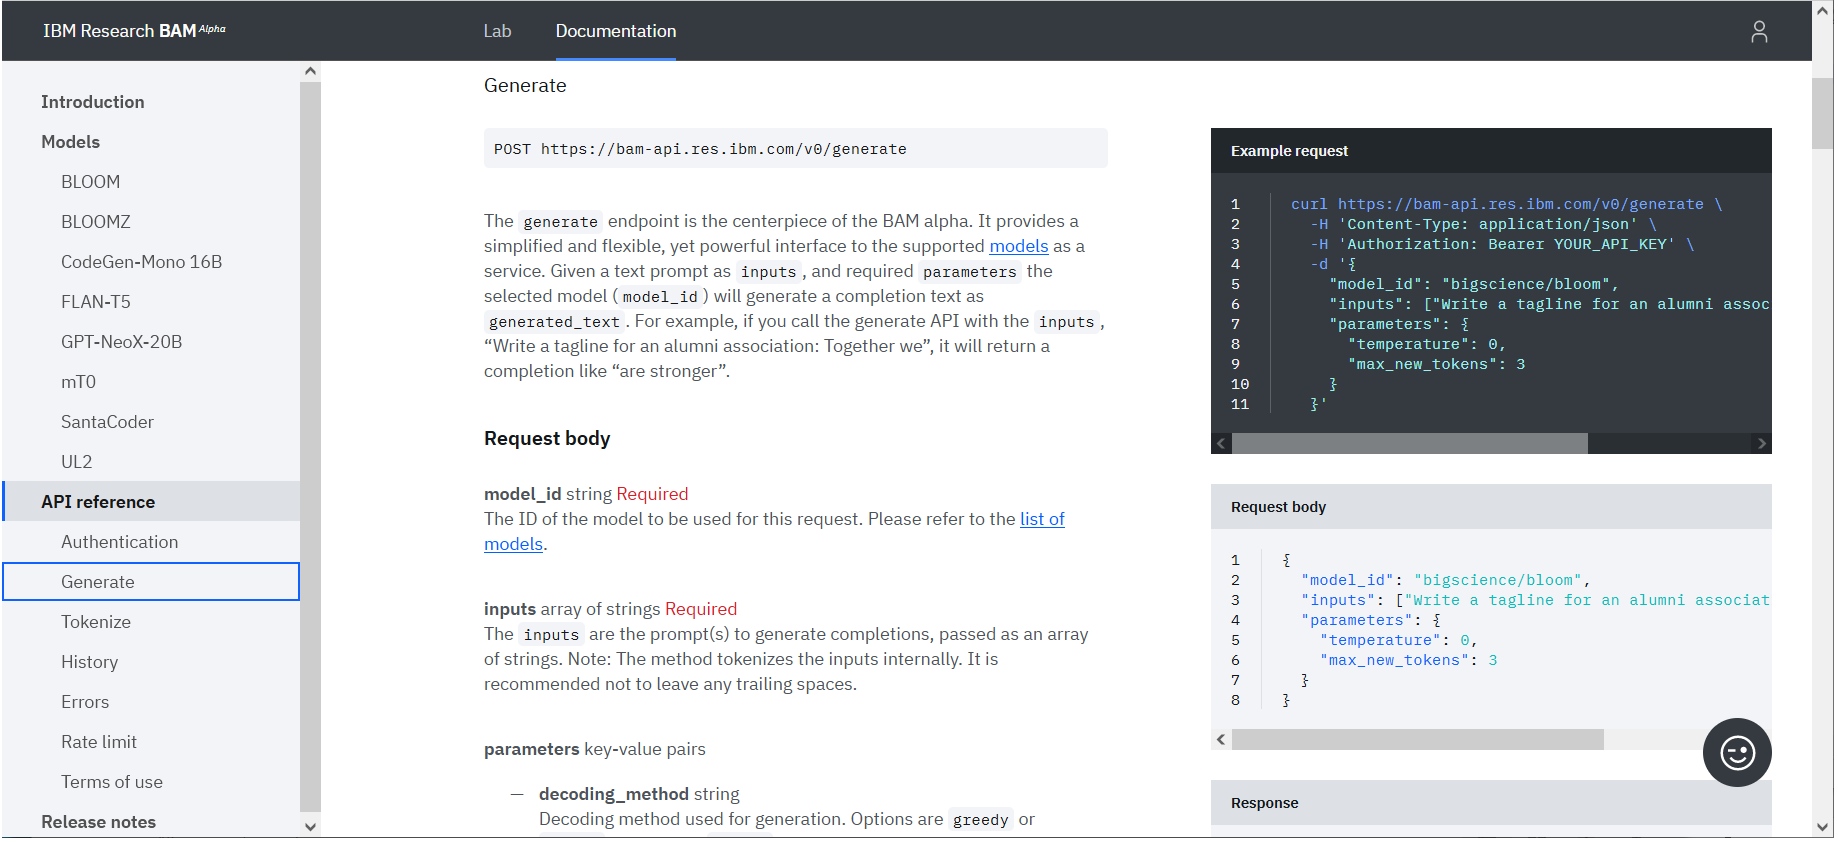 IBM Research BAM Alpha
Lab
Documentation
Introduction
Models
BLOOM
BLOOMZ
CodeGen-Mono 16B
FLAN-T5
GPT-NeoX-20B
mT0
SantaCoder
UL2
API reference
Authentication
Generate
Tokenize
History
Errors
Rate limit
Terms of use
Release notes
Generate
POST https://bam-api.res.ibm.com/v0/generate
The generate endpoint is the centerpiece of the BAM alpha. It provides a
simplified and flexible, yet powerful interface to the supported models as a
service. Given a text prompt as inputs, and required parameters the
selected model (model_id) will generate a completion text as
generated_text. For example, if you call the generate API with the inputs,
“Write a tagline for an alumni association: Together we”, it will return a
completion like “are stronger”.
Request body
model_id string Required
The ID of the model to be used for this request. Please refer to the list of
models.
inputs array of strings Required
The inputs are the prompt(s) to generate completions, passed as an array
of strings. Note: The method tokenizes the inputs internally. It is
recommended not to leave any trailing spaces.
parameters key-value pairs
— decoding_method string
Decoding method used for generation. Options are greedy or
Example request
1 curl https://bam-api.res.ibm.com/v0/generate \
2 -H 'Content-Type: application/json' \
3 -H 'Authorization: Bearer YOUR_API_KEY' \
4 -d '{
5 "model_id": "bigscience/bloom",
6 "inputs": ["Write a tagline for an alumni assoc
7 "parameters": {
8 "temperature": 0,
9 "max_new_tokens": 3
10 }
11 }'
Request body
1 {
2 "model_id": "bigscience/bloom",
3 "inputs": ["Write a tagline for an alumni associat
4 "parameters": {
5 "temperature": 0,
6 "max_new_tokens": 3
7 }
8 }
Response